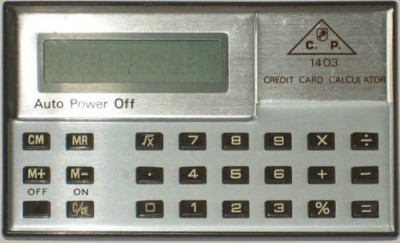 C. P.
1403
CREDIT CARD CALCULATOR
Auto Power Off
CM MR √X 7 8 9 X ÷
M+ M- · 4 5 6 + −
OFF ON
C/CE 0 1 2 3 % =